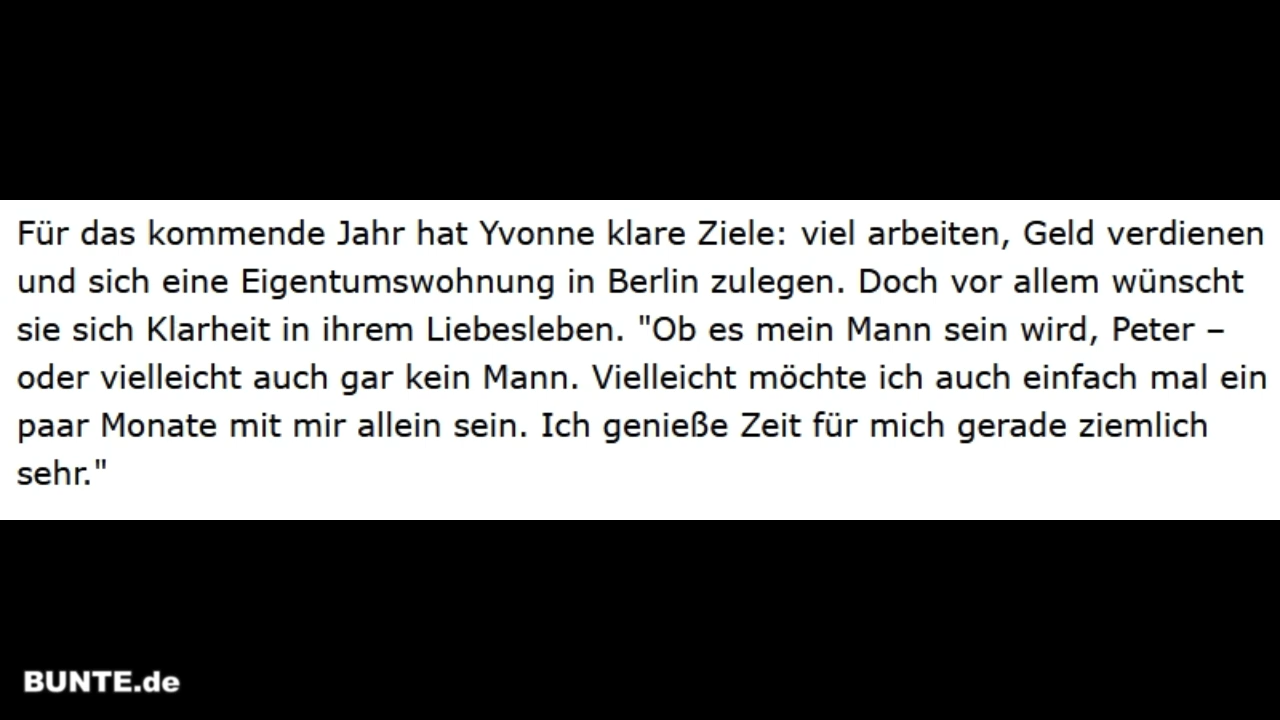 Für das kommende Jahr hat Yvonne klare Ziele: viel arbeiten, Geld verdienen
und sich eine Eigentumswohnung in Berlin zulegen. Doch vor allem wünscht
sie sich Klarheit in ihrem Liebesleben. "Ob es mein Mann sein wird, Peter –
oder vielleicht auch gar kein Mann. Vielleicht möchte ich auch einfach mal ein
paar Monate mit mir allein sein. Ich genieße Zeit für mich gerade ziemlich
sehr."
BUNTE.de